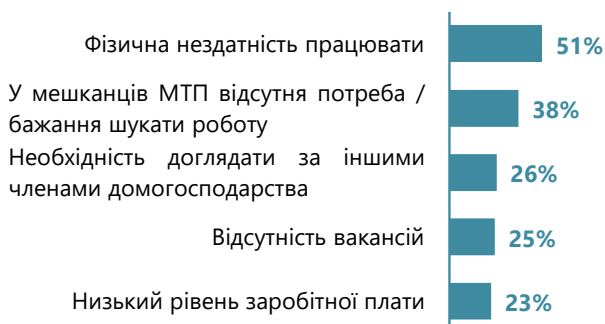 Фізична нездатність працювати
51%
У мешканців МТП відсутня потреба /
бажання шукати роботу
38%
Необхідність доглядати за іншими
членами домогосподарства
26%
Відсутність вакансій
25%
Низький рівень заробітної плати
23%